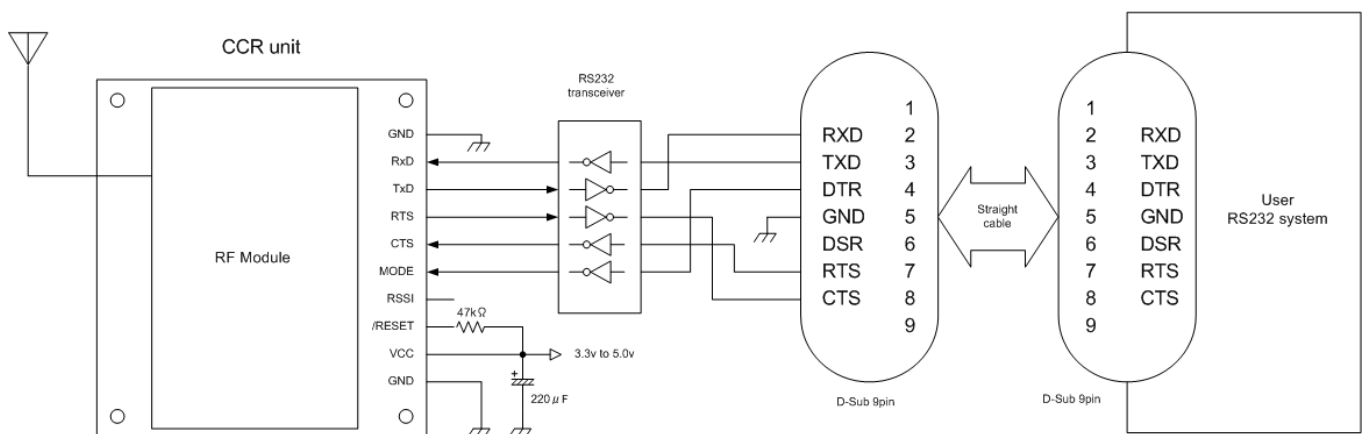 CCR unit
RF Module
GND
RxD
TxD
RTS
CTS
MODE
RSSI
/RESET
VCC
GND
47kΩ
3.3v to 5.0v
+
220μF
RS232
transceiver
1
RXD 2
TXD 3
DTR 4
GND 5
DSR 6
RTS 7
CTS 8
9
D-Sub 9pin
Straight
cable
1
2 RXD
3 TXD
4 DTR
5 GND
6 DSR
7 RTS
8 CTS
9
D-Sub 9pin
User
RS232 system